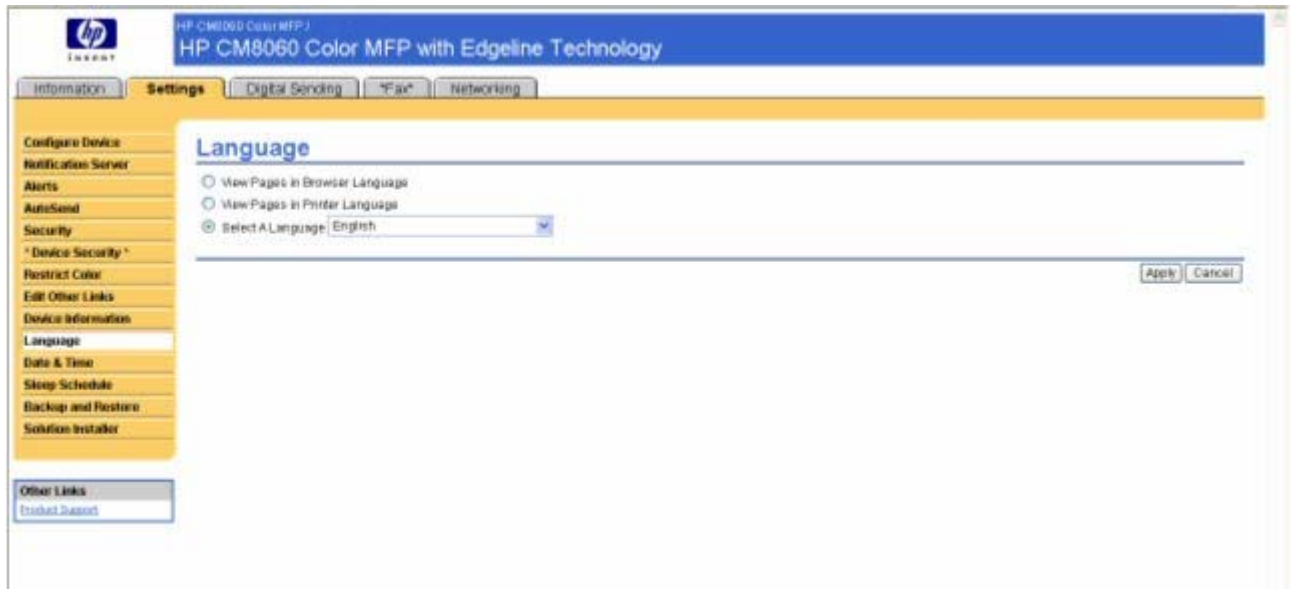 hp
invent
HP CM8060 Color MFP J
HP CM8060 Color MFP with Edgeline Technology
Information
Settings
Digital Sending
*Fax*
Networking
Configure Device
Notification Server
Alerts
AutoSend
Security
* Device Security *
Restrict Color
Edit Other Links
Device Information
Language
Date & Time
Sleep Schedule
Backup and Restore
Solution Installer
Other Links
Product Support
Language
View Pages in Browser Language
View Pages in Printer Language
Select A Language English
Apply Cancel